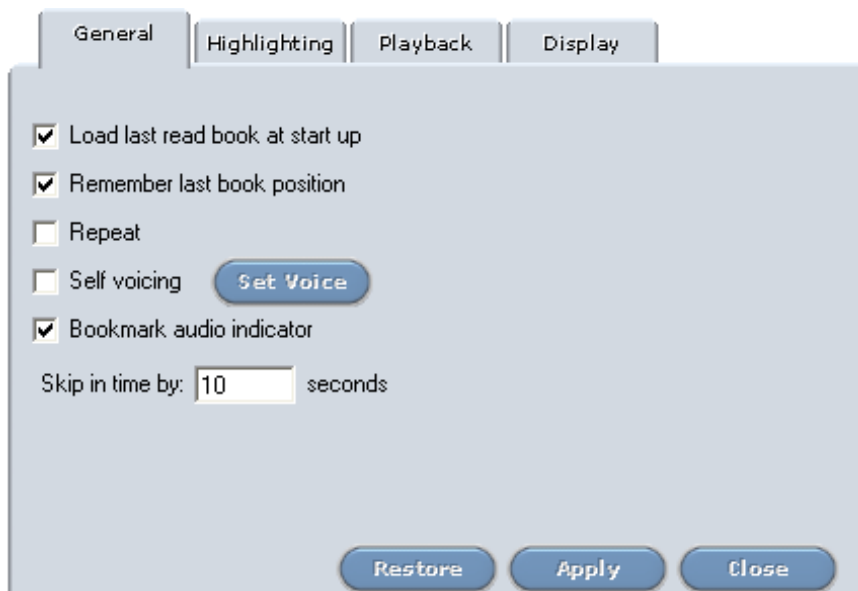 General Highlighting Playback Display
Load last read book at start up
Remember last book position
Repeat
Self voicing Set Voice
Bookmark audio indicator
Skip in time by: 10 seconds
Restore Apply Close